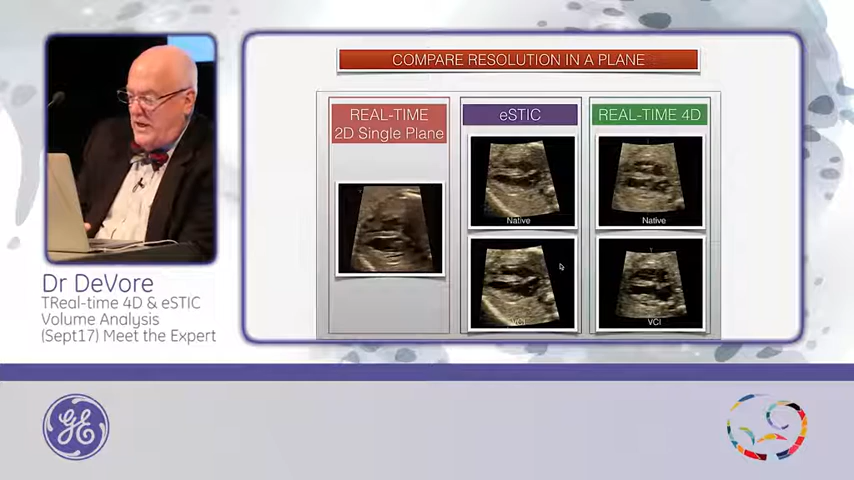 COMPARE RESOLUTION IN A PLANE
REAL-TIME
2D Single Plane
eSTIC
REAL-TIME 4D
Native
Native
VCI
VCI
Dr DeVore
TReal-time 4D & eSTIC
Volume Analysis
(Sept17) Meet the Expert
GE